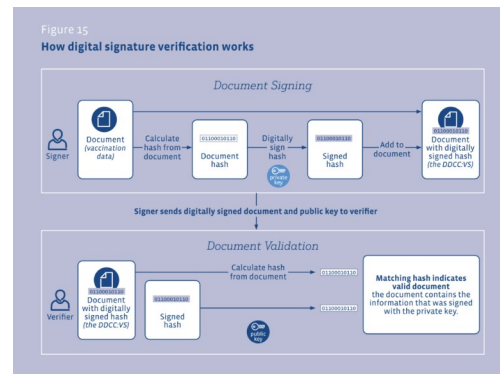 Figure 15
How digital signature verification works
Document Signing
Signer
Document
(vaccination
data)
Calculate
hash from
document
01100010110
Document
hash
Digitally
sign
hash
private
key
01100010110
Signed
hash
Add to
document
01100010110
Document
with digitally
signed hash
(the DDCC:VS)
Signer sends digitally signed document and public key to verifier
Document Validation
Verifier
01100010110
Document
with digitally
signed hash
(the DDCC:VS)
01100010110
Signed
hash
Calculate hash
from document
01100010110
public
key
01100010110
Matching hash indicates
valid document
the document contains the
information that was signed
with the private key.